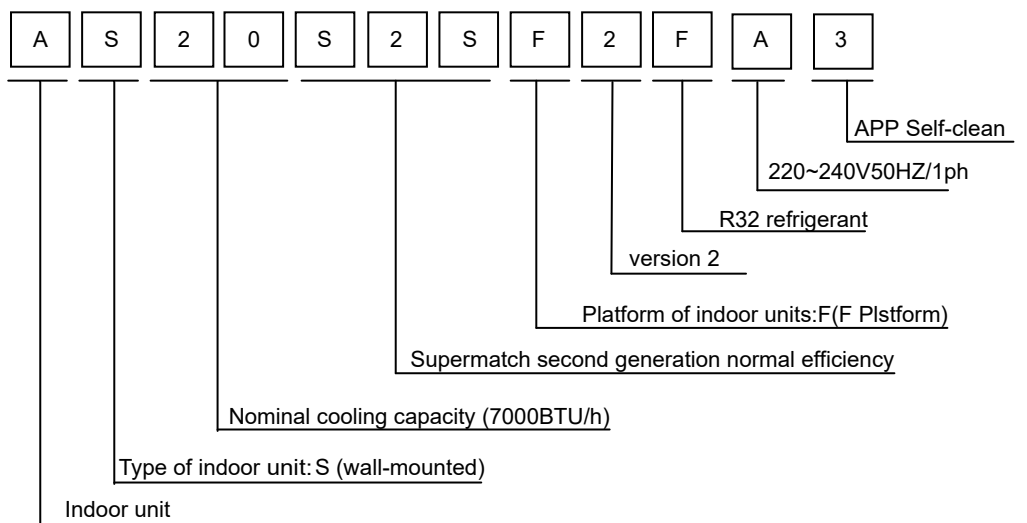 A S 2 0 S 2 S F 2 F A 3
APP Self-clean
220~240V50HZ/1ph
R32 refrigerant
version 2
Platform of indoor units:F(F Plstform)
Supermatch second generation normal efficiency
Nominal cooling capacity (7000BTU/h)
Type of indoor unit: S (wall-mounted)
Indoor unit